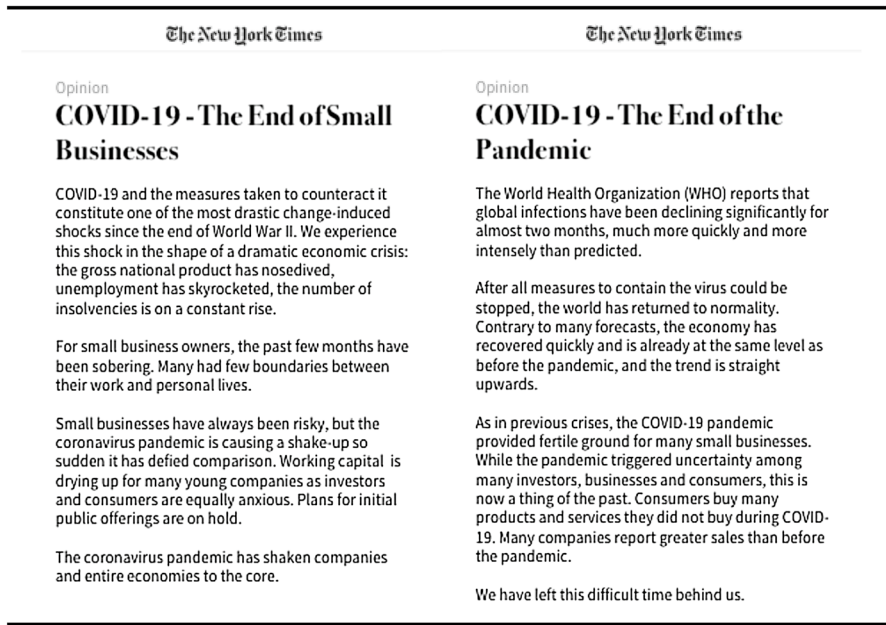 The New York Times
Opinion
COVID-19 - The End of Small
Businesses
COVID-19 and the measures taken to counteract it
constitute one of the most drastic change-induced
shocks since the end of World War II. We experience
this shock in the shape of a dramatic economic crisis:
the gross national product has nosedived,
unemployment has skyrocketed, the number of
insolvencies is on a constant rise.
For small business owners, the past few months have
been sobering. Many had few boundaries between
their work and personal lives.
Small businesses have always been risky, but the
coronavirus pandemic is causing a shake-up so
sudden it has defied comparison. Working capital is
drying up for many young companies as investors
and consumers are equally anxious. Plans for initial
public offerings are on hold.
The coronavirus pandemic has shaken companies
and entire economies to the core.
The New York Times
Opinion
COVID-19 - The End of the
Pandemic
The World Health Organization (WHO) reports that
global infections have been declining significantly for
almost two months, much more quickly and more
intensely than predicted.
After all measures to contain the virus could be
stopped, the world has returned to normality.
Contrary to many forecasts, the economy has
recovered quickly and is already at the same level as
before the pandemic, and the trend is straight
upwards.
As in previous crises, the COVID-19 pandemic
provided fertile ground for many small businesses.
While the pandemic triggered uncertainty among
many investors, businesses and consumers, this is
now a thing of the past. Consumers buy many
products and services they did not buy during COVID-
19. Many companies report greater sales than before
the pandemic.
We have left this difficult time behind us.